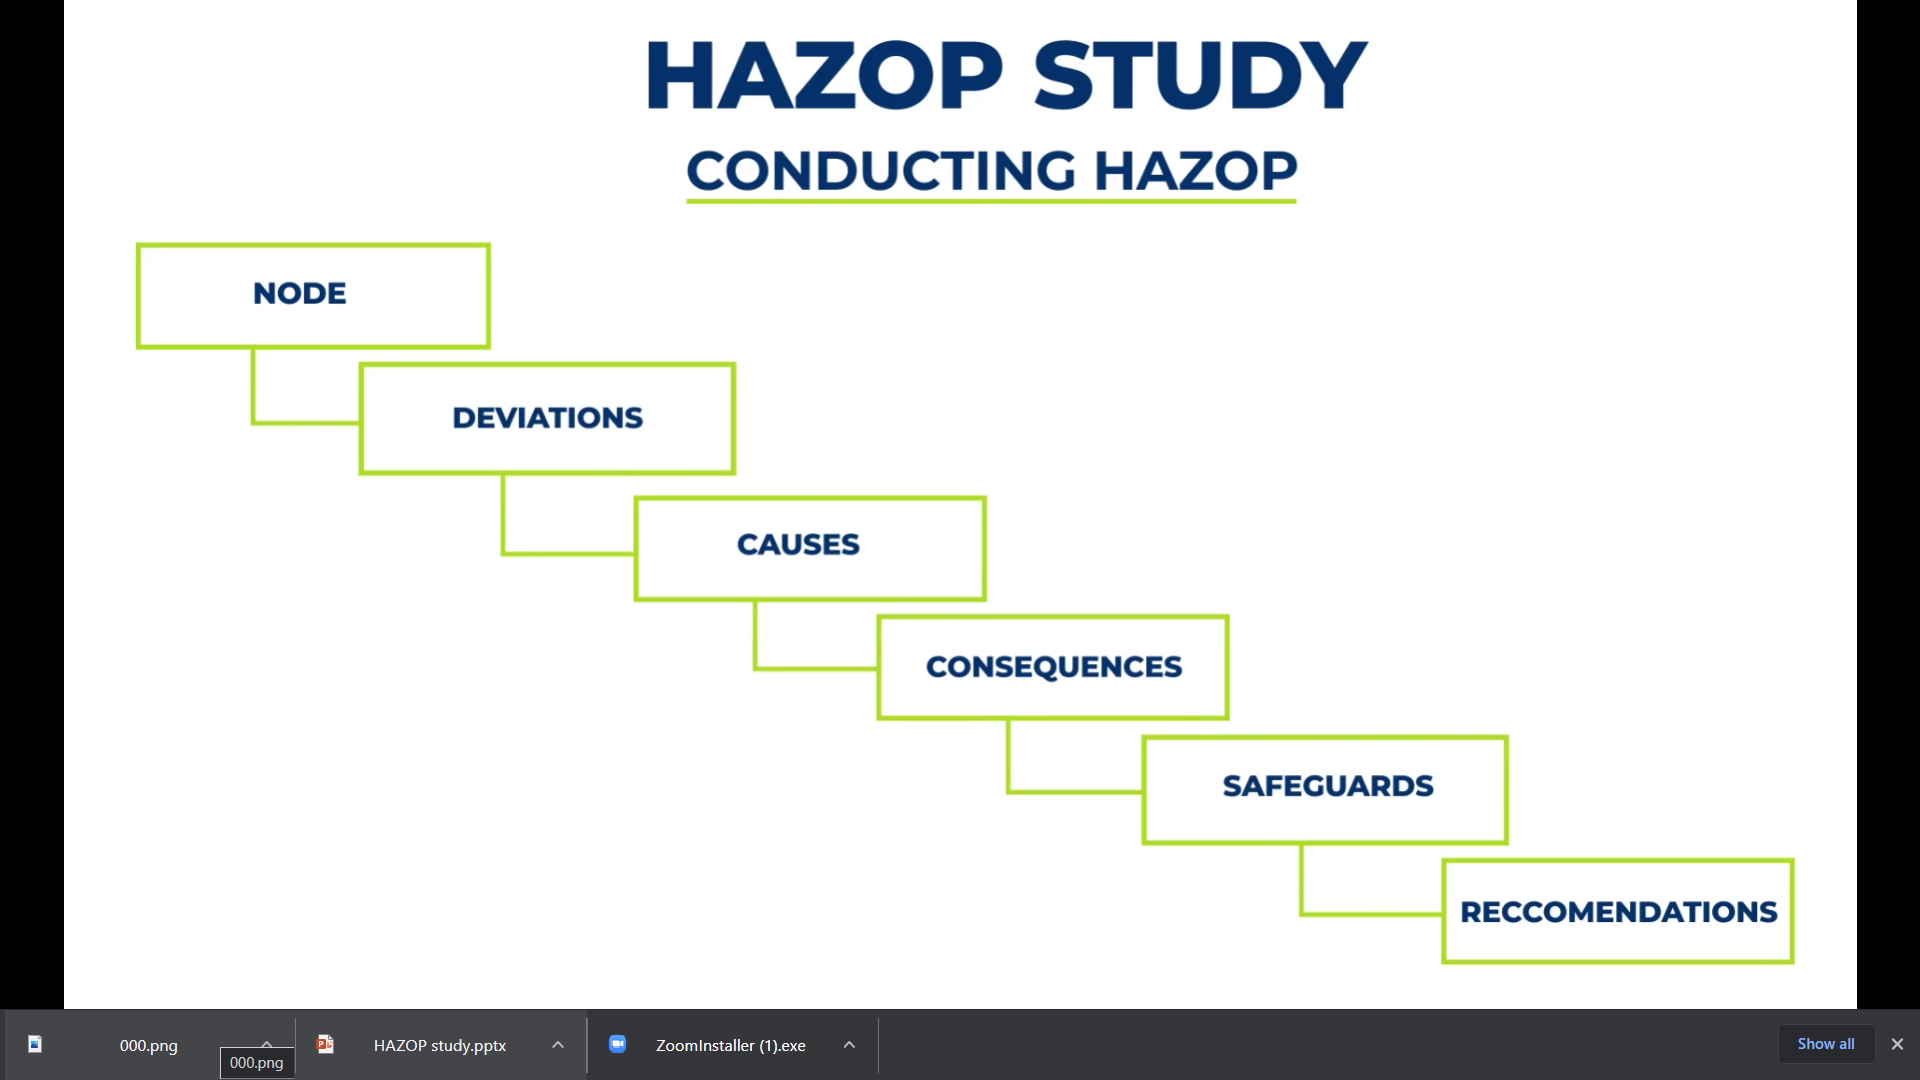 HAZOP STUDY
CONDUCTING HAZOP
NODE
DEVIATIONS
CAUSES
CONSEQUENCES
SAFEGUARDS
RECCOMENDATIONS
000.png
HAZOP study.pptx
ZoomInstaller (1).exe
Show all
000.png